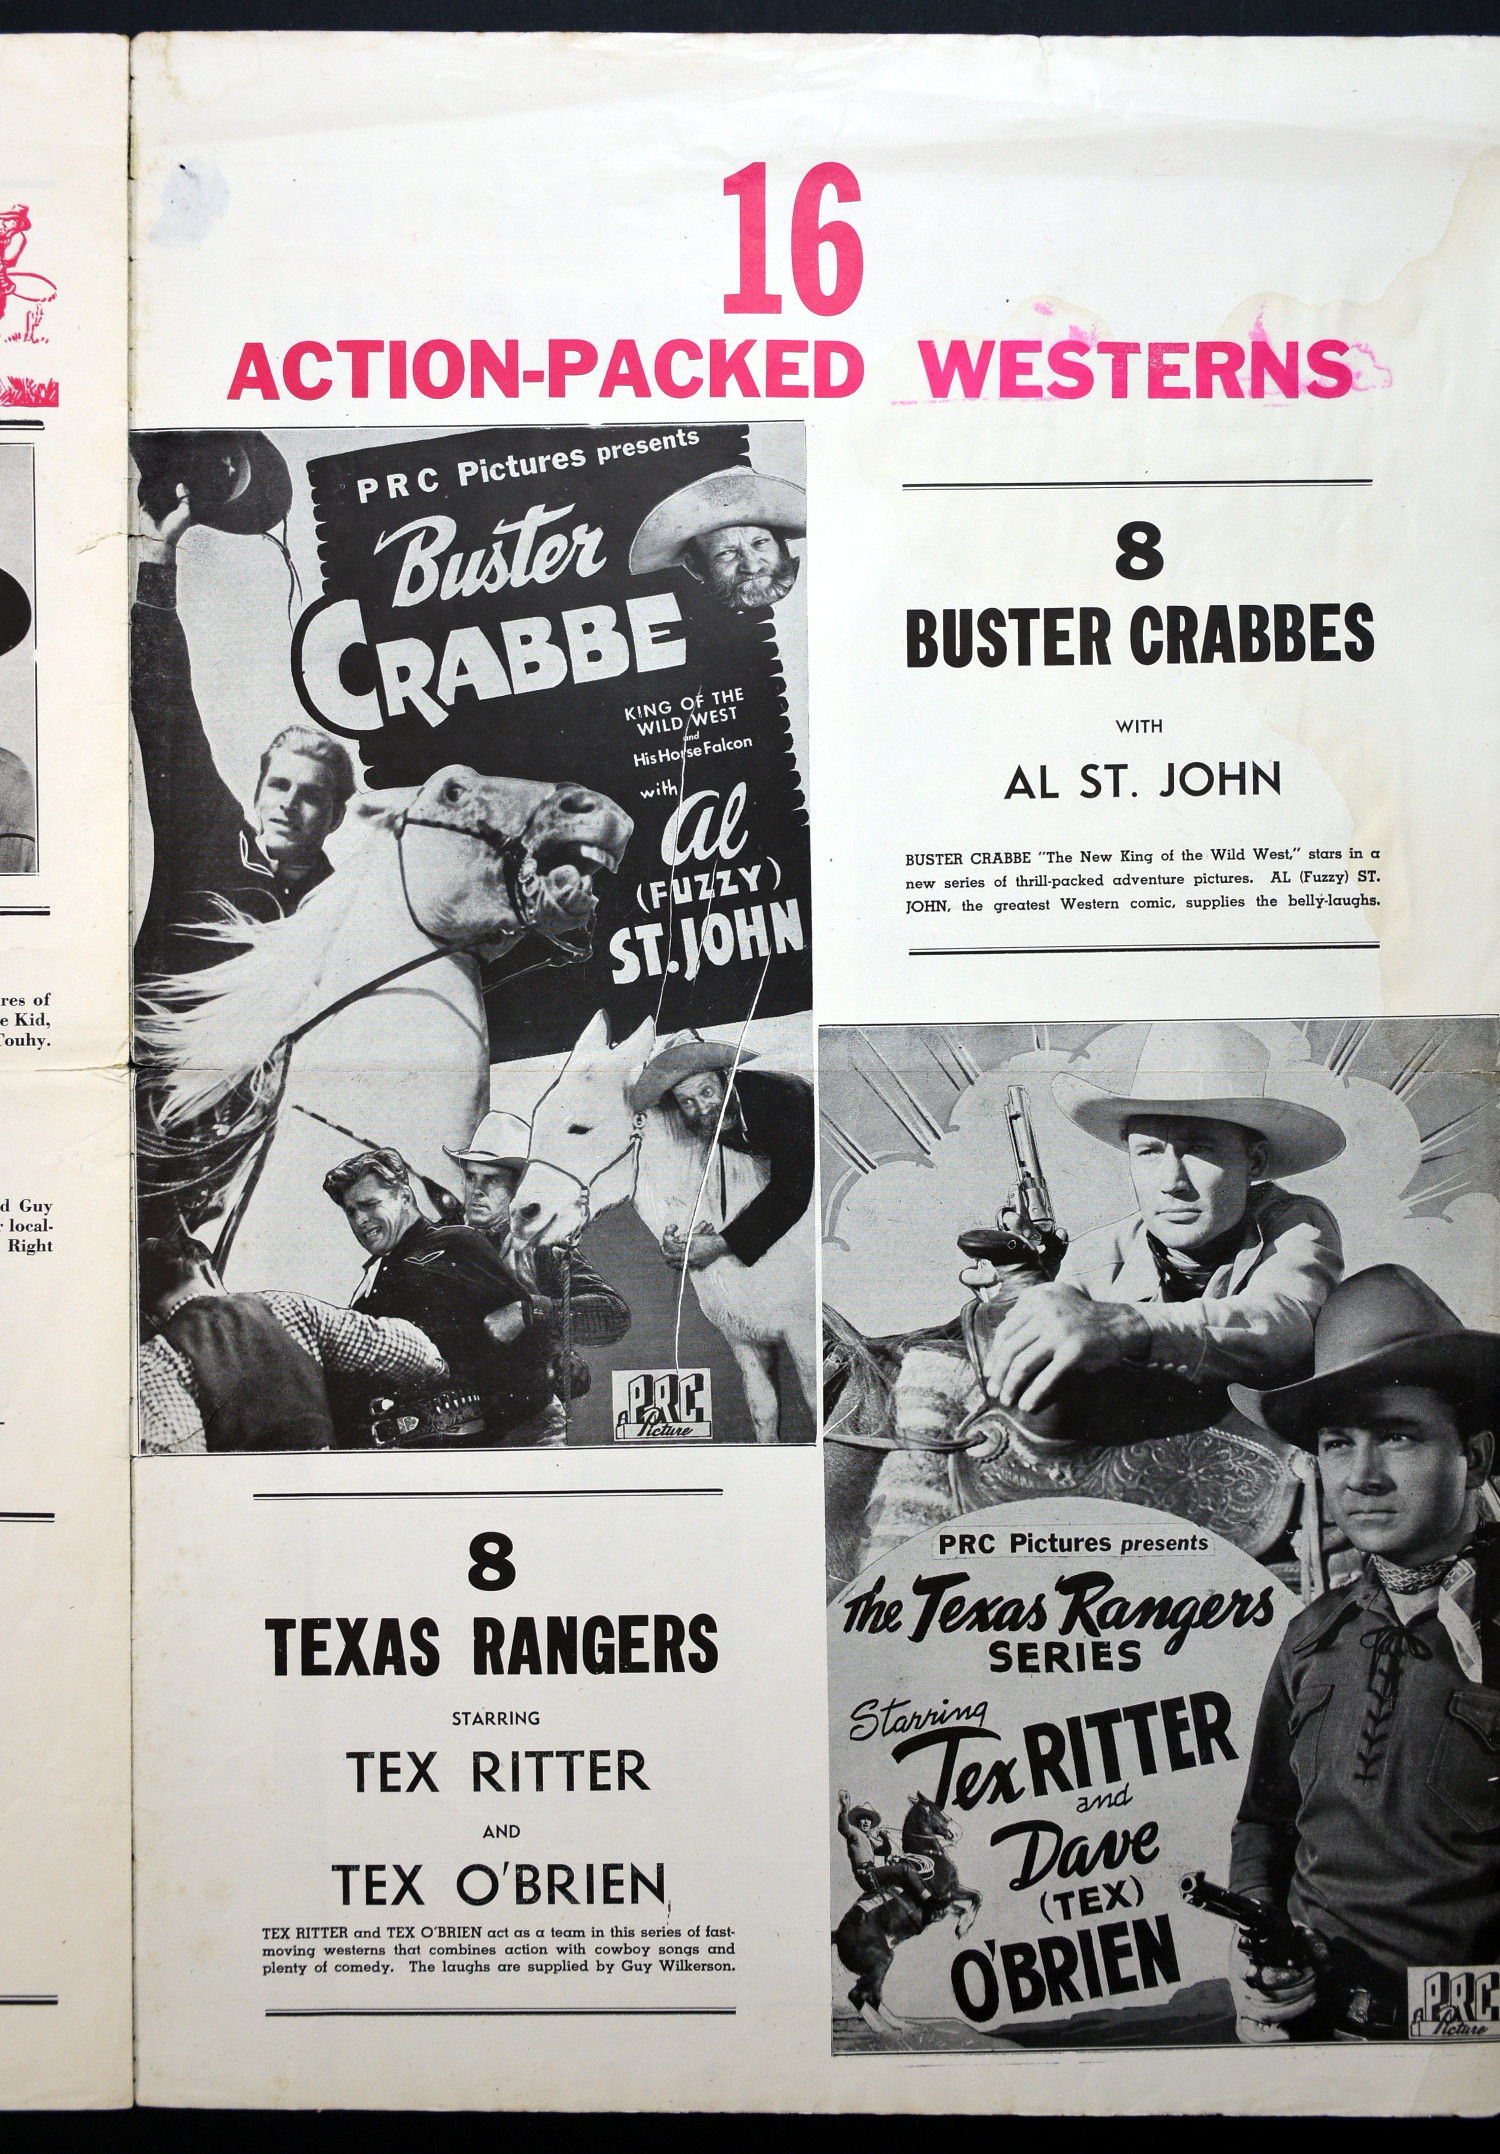 res of
e Kid,
Touhy.
d Guy
r local-
Right
16
ACTION-PACKED WESTERNS
PRC Pictures presents
Buster
CRABBE
KING OF THE
WILD WEST
and
His Horse Falcon
with
Al
(FUZZY)
ST. JOHN
A PRC
Picture
8
BUSTER CRABBES
WITH
AL ST. JOHN
BUSTER CRABBE "The New King of the Wild West," stars in a
new series of thrill-packed adventure pictures. AL (Fuzzy) ST.
JOHN, the greatest Western comic, supplies the belly-laughs.
8
TEXAS RANGERS
STARRING
TEX RITTER
AND
TEX O'BRIEN
TEX RITTER and TEX O'BRIEN act as a team in this series of fast-
moving westerns that combines action with cowboy songs and
plenty of comedy. The laughs are supplied by Guy Wilkerson.
PRC Pictures presents
The Texas Rangers
SERIES
Starring
Tex RITTER
and
Dave
(TEX)
O'BRIEN
A PRC
Picture